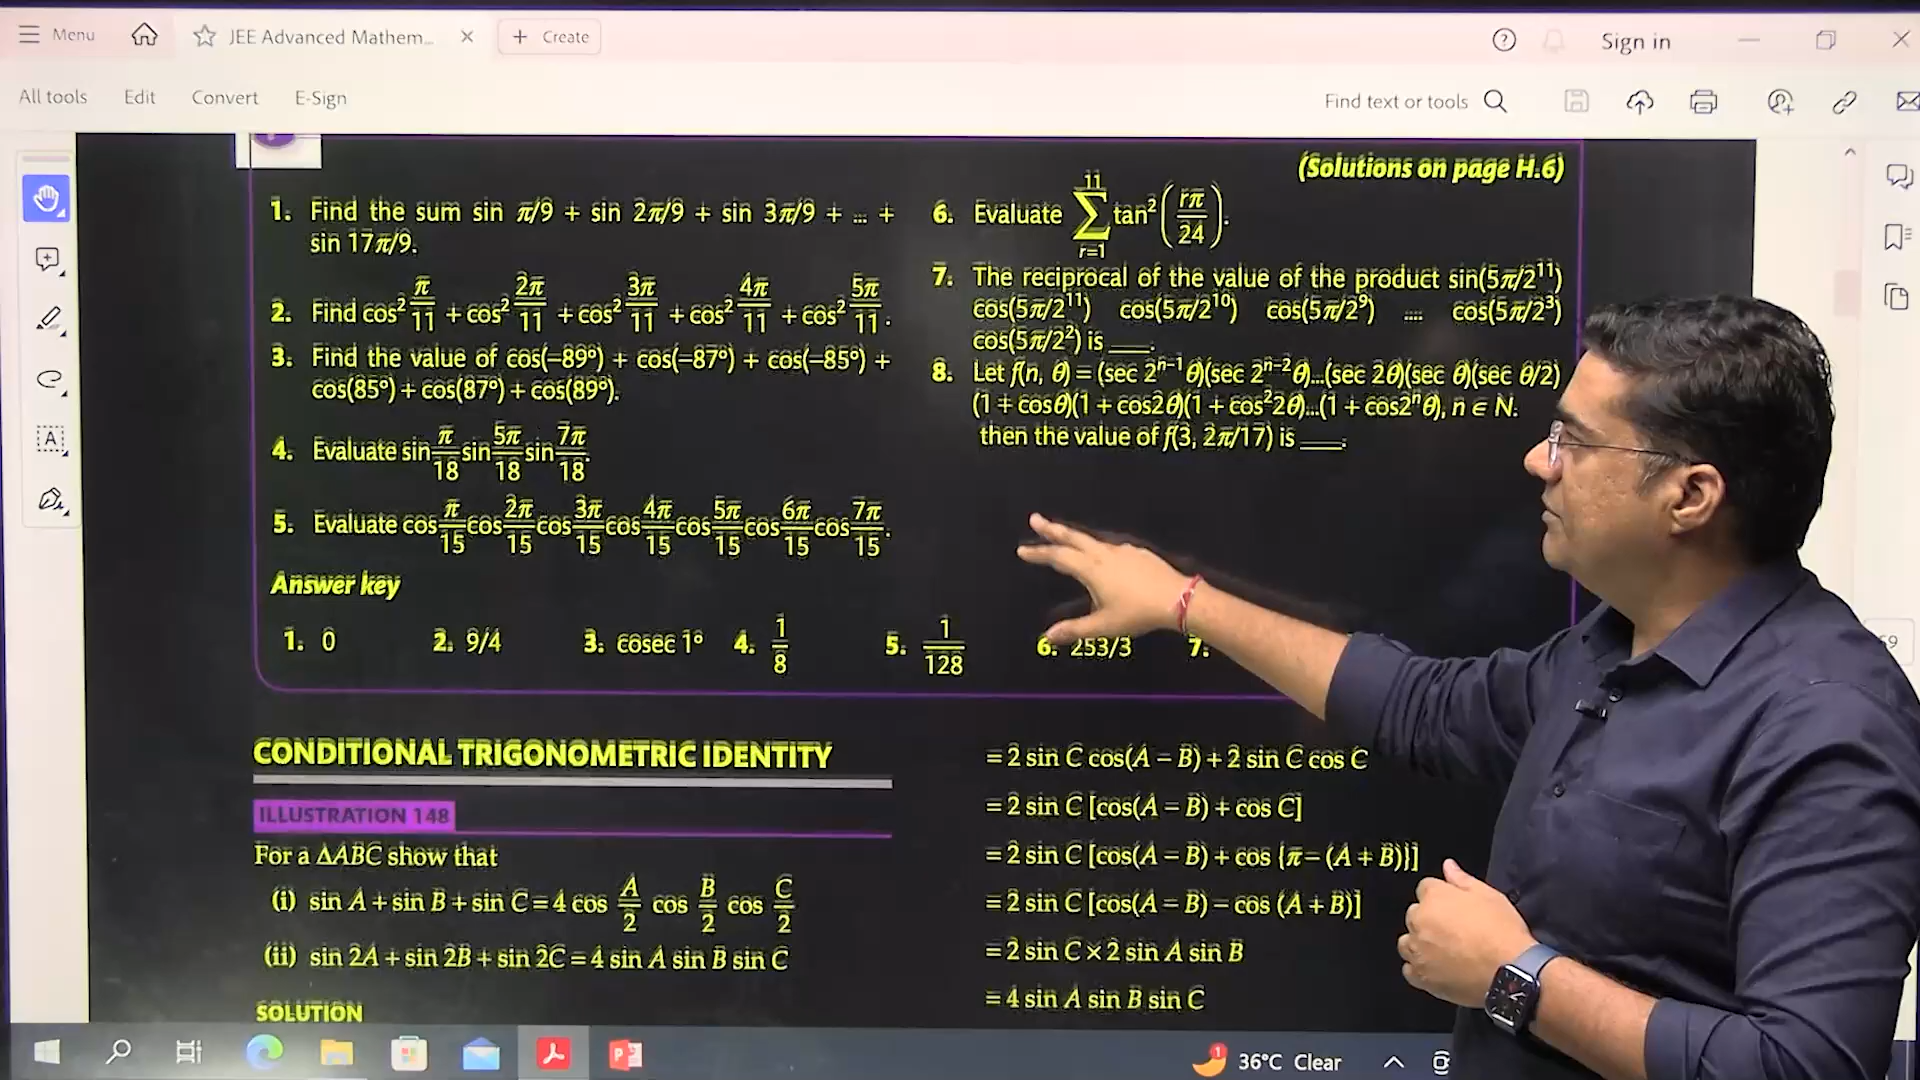 Menu
JEE Advanced Mathem...
Create
Sign in
All tools Edit Convert E-Sign
Find text or tools
(Solutions on page H.6)
1. Find the sum sin π/9 + sin 2π/9 + sin 3π/9 + ... +
sin 17π/9.
2. Find cos² π/11 + cos² 2π/11 + cos² 3π/11 + cos² 4π/11 + cos² 5π/11.
3. Find the value of cos(–89°) + cos(–87°) + cos(–85°) +
cos(85°) + cos(87°) + cos(89°).
4. Evaluate sin π/18 sin 5π/18 sin 7π/18.
5. Evaluate cos π/15 cos 2π/15 cos 3π/15 cos 4π/15 cos 5π/15 cos 6π/15 cos 7π/15.
6. Evaluate ∑_{r=1}^{11} tan² (rπ/24).
7. The reciprocal of the value of the product sin(5π/2¹¹)
cos(5π/2¹¹) cos(5π/2¹⁰) cos(5π/2⁹) .... cos(5π/2³)
cos(5π/2²) is ___.
8. Let f(n, θ) = (sec 2ⁿ⁻¹θ)(sec 2ⁿ⁻²θ)...(sec 2θ)(sec θ)(sec θ/2)
(1 + cosθ)(1 + cos2θ)(1 + cos²2θ)...(1 + cos2ⁿθ), n ∈ N.
then the value of f(3, 2π/17) is ___.
Answer key
1. 0 2. 9/4 3. cosec 1° 4. 1/8 5. 1/128 6. 253/3 7.
CONDITIONAL TRIGONOMETRIC IDENTITY
ILLUSTRATION 148
For a ΔABC show that
(i) sin A + sin B + sin C = 4 cos A/2 cos B/2 cos C/2
(ii) sin 2A + sin 2B + sin 2C = 4 sin A sin B sin C
SOLUTION
= 2 sin C cos(A – B) + 2 sin C cos C
= 2 sin C [cos(A – B) + cos C]
= 2 sin C [cos(A – B) + cos {π – (A + B)}]
= 2 sin C [cos(A – B) – cos (A + B)]
= 2 sin C × 2 sin A sin B
= 4 sin A sin B sin C
1
36°C Clear